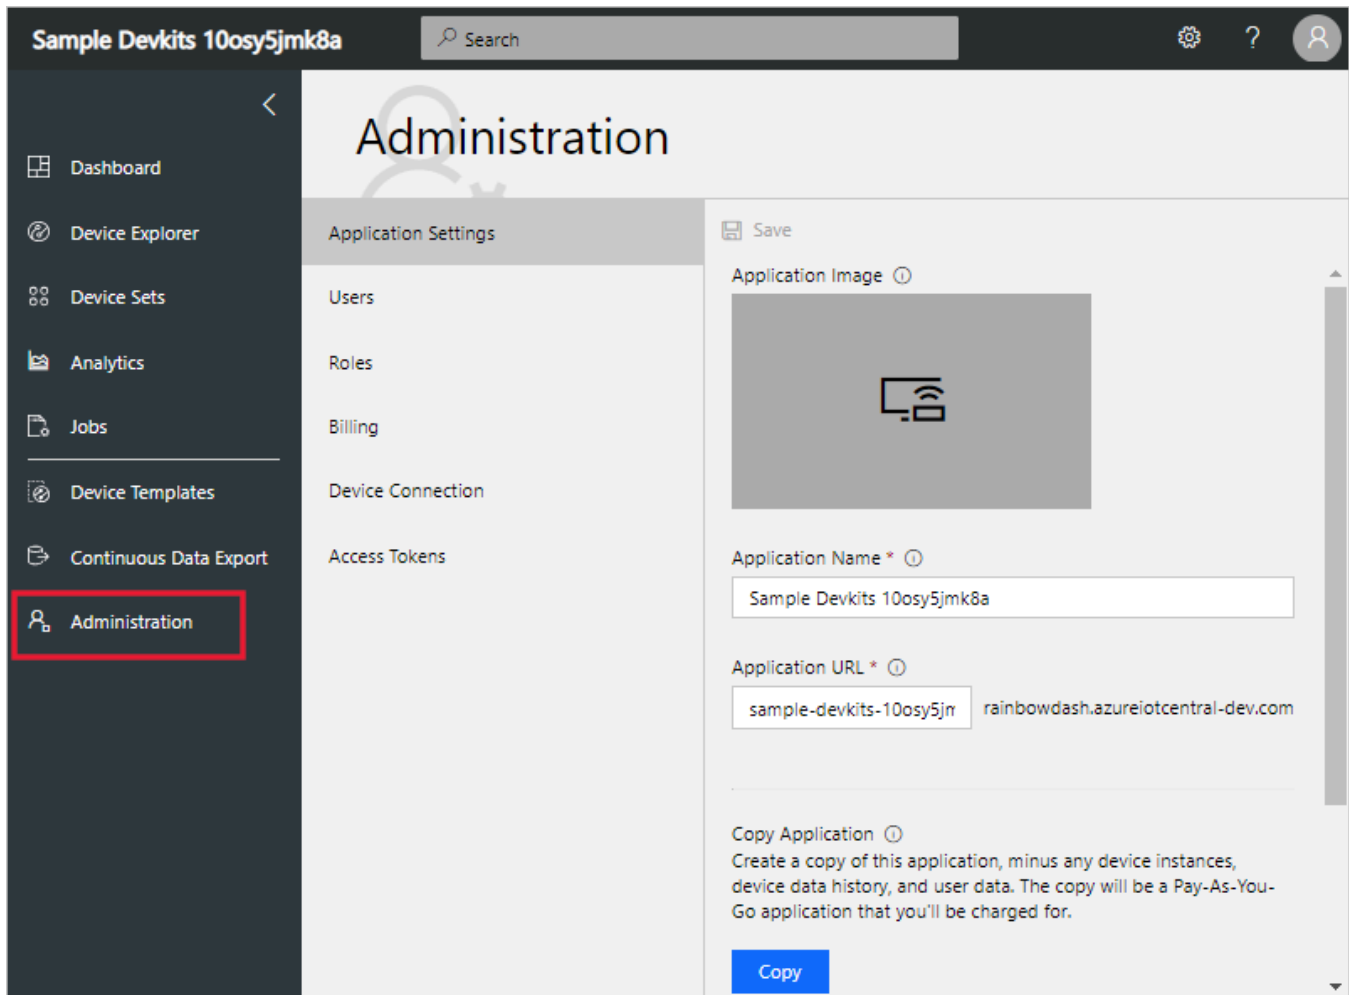 Sample Devkits 10osy5jmk8a
Search
?
Dashboard
Device Explorer
Device Sets
Analytics
Jobs
Device Templates
Continuous Data Export
Administration
Administration
Application Settings
Users
Roles
Billing
Device Connection
Access Tokens
Save
Application Image
Application Name *
Sample Devkits 10osy5jmk8a
Application URL *
sample-devkits-10osy5jm rainbowdash.azureiotcentral-dev.com
Copy Application
Create a copy of this application, minus any device instances,
device data history, and user data. The copy will be a Pay-As-You-
Go application that you'll be charged for.
Copy